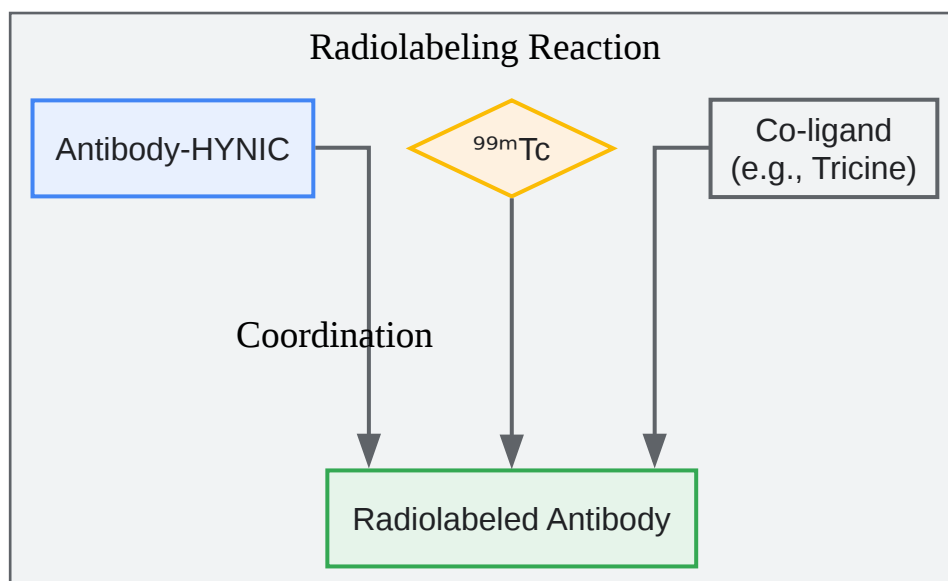 Radiolabeling Reaction
Antibody-HYNIC
⁹⁹ᵐTc
Co-ligand
(e.g., Tricine)
Coordination
Radiolabeled Antibody